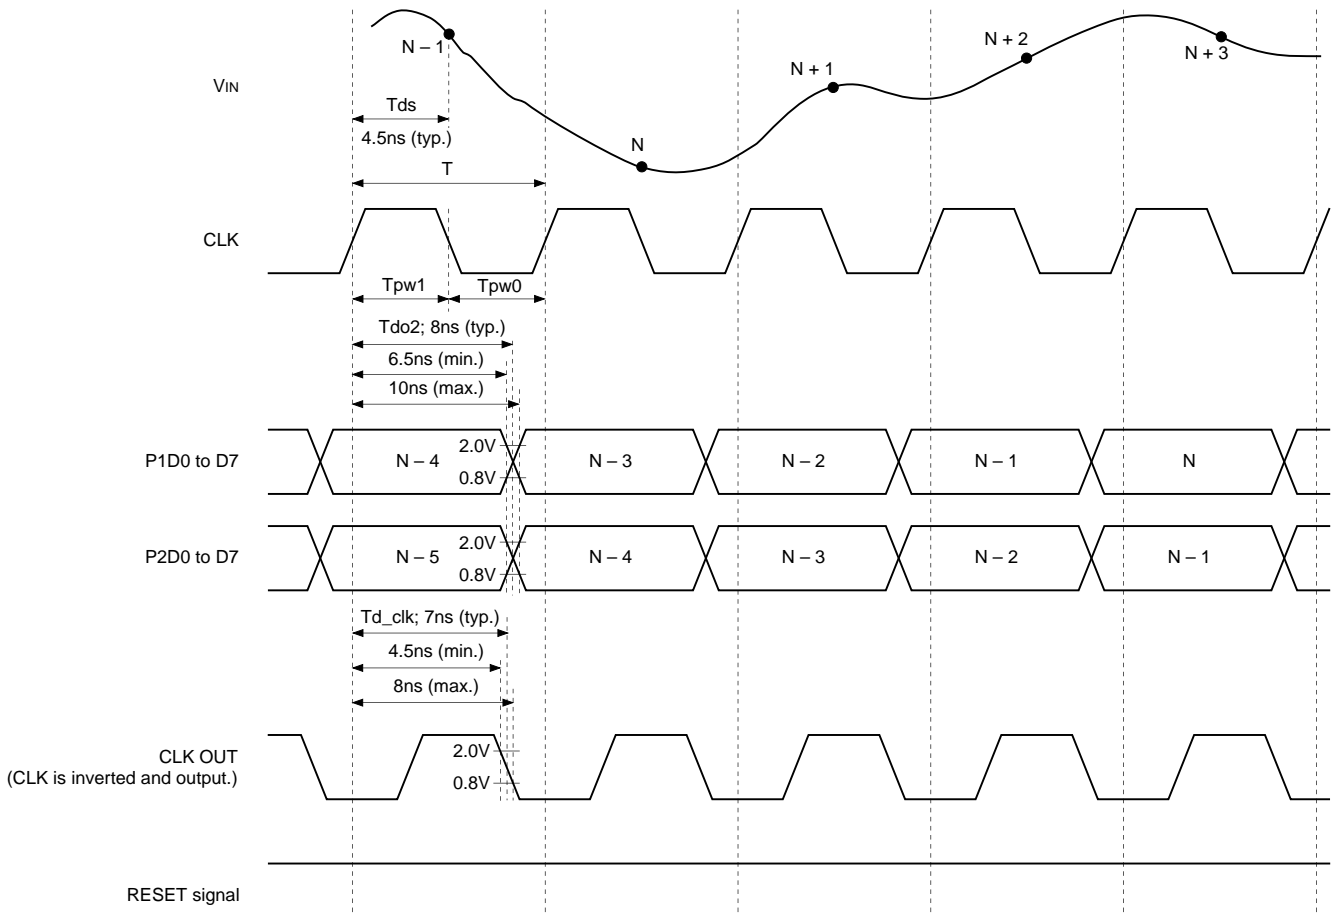 N – 1
N
N + 1
N + 2
N + 3
VIN
Tds
4.5ns (typ.)
T
CLK
Tpw1
Tpw0
Tdo2; 8ns (typ.)
6.5ns (min.)
10ns (max.)
P1D0 to D7
N – 4
2.0V
0.8V
N – 3
N – 2
N – 1
N
P2D0 to D7
N – 5
2.0V
0.8V
N – 4
N – 3
N – 2
N – 1
Td_clk; 7ns (typ.)
4.5ns (min.)
8ns (max.)
CLK OUT
(CLK is inverted and output.)
2.0V
0.8V
RESET signal